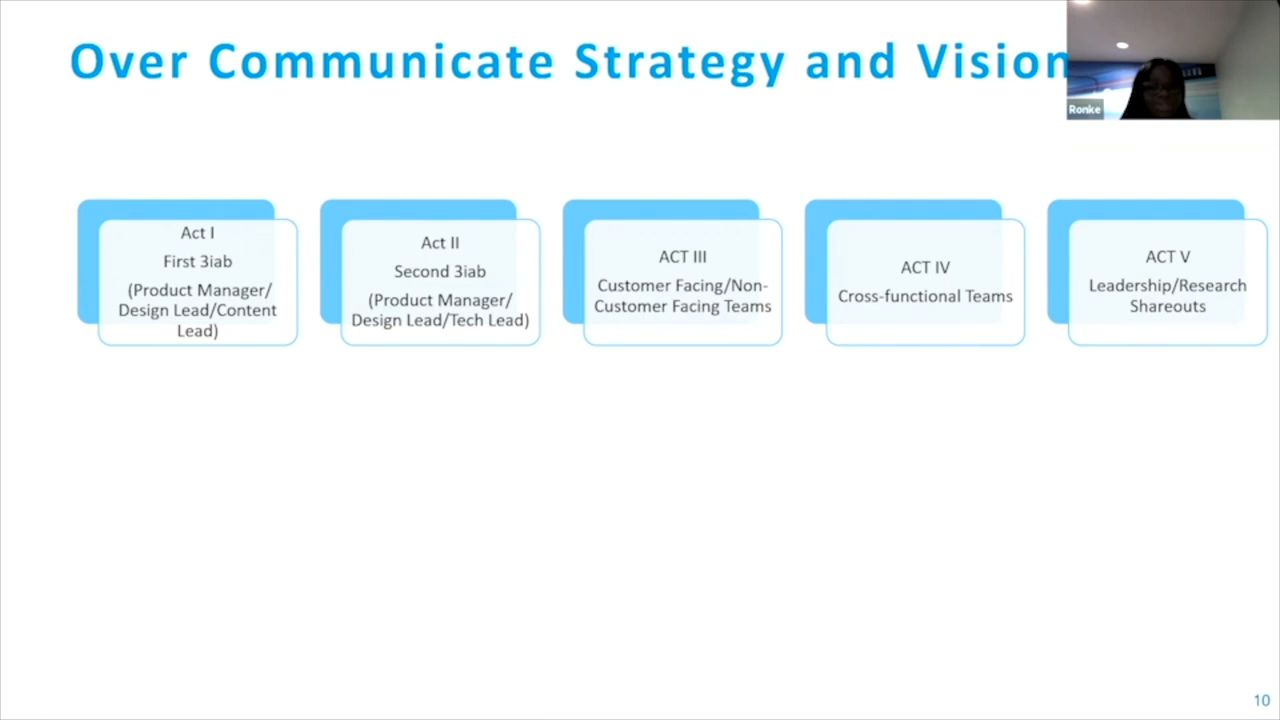 Over Communicate Strategy and Vision
Ronke
Act I
First 3iab
(Product Manager/
Design Lead/Content
Lead)
Act II
Second 3iab
(Product Manager/
Design Lead/Tech Lead)
ACT III
Customer Facing/Non-
Customer Facing Teams
ACT IV
Cross-functional Teams
ACT V
Leadership/Research
Shareouts
10